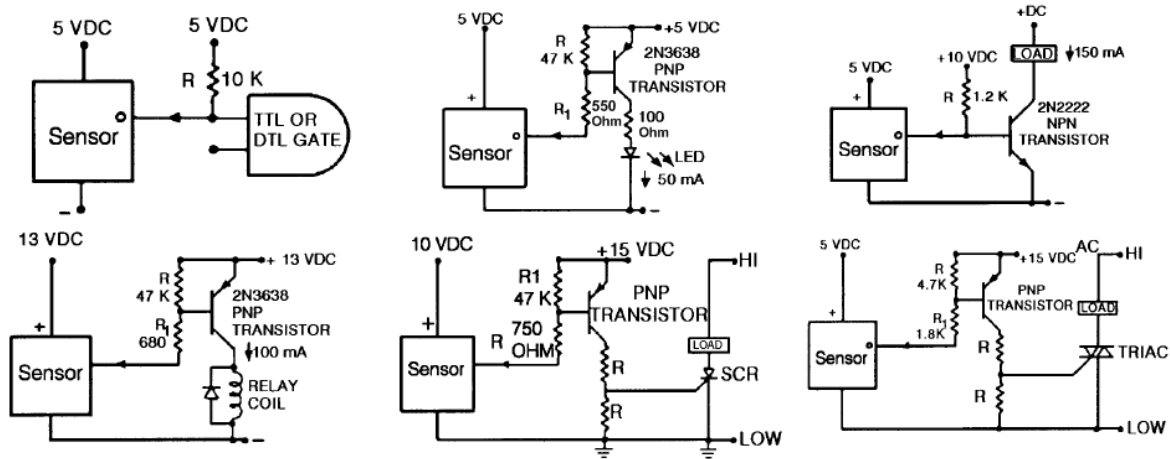 5 VDC
5 VDC
R
10 K
Sensor
TTL OR
DTL GATE
–
5 VDC
+5 VDC
R
47 K
2N3638
PNP
TRANSISTOR
+
R1
550
Ohm
100
Ohm
Sensor
LED
50 mA
–
+DC
LOAD
150 mA
+10 VDC
5 VDC
+
R
1.2 K
2N2222
NPN
TRANSISTOR
Sensor
–
13 VDC
+ 13 VDC
R
47 K
2N3638
PNP
TRANSISTOR
+
R1
680
100 mA
Sensor
RELAY
COIL
–
10 VDC
+15 VDC
HI
R1
47 K
PNP
TRANSISTOR
+
R
750
OHM
LOAD
Sensor
R
SCR
R
LOW
5 VDC
+15 VDC
AC
HI
R
4.7K
PNP
TRANSISTOR
+
R1
1.8K
LOAD
Sensor
R
TRIAC
R
LOW